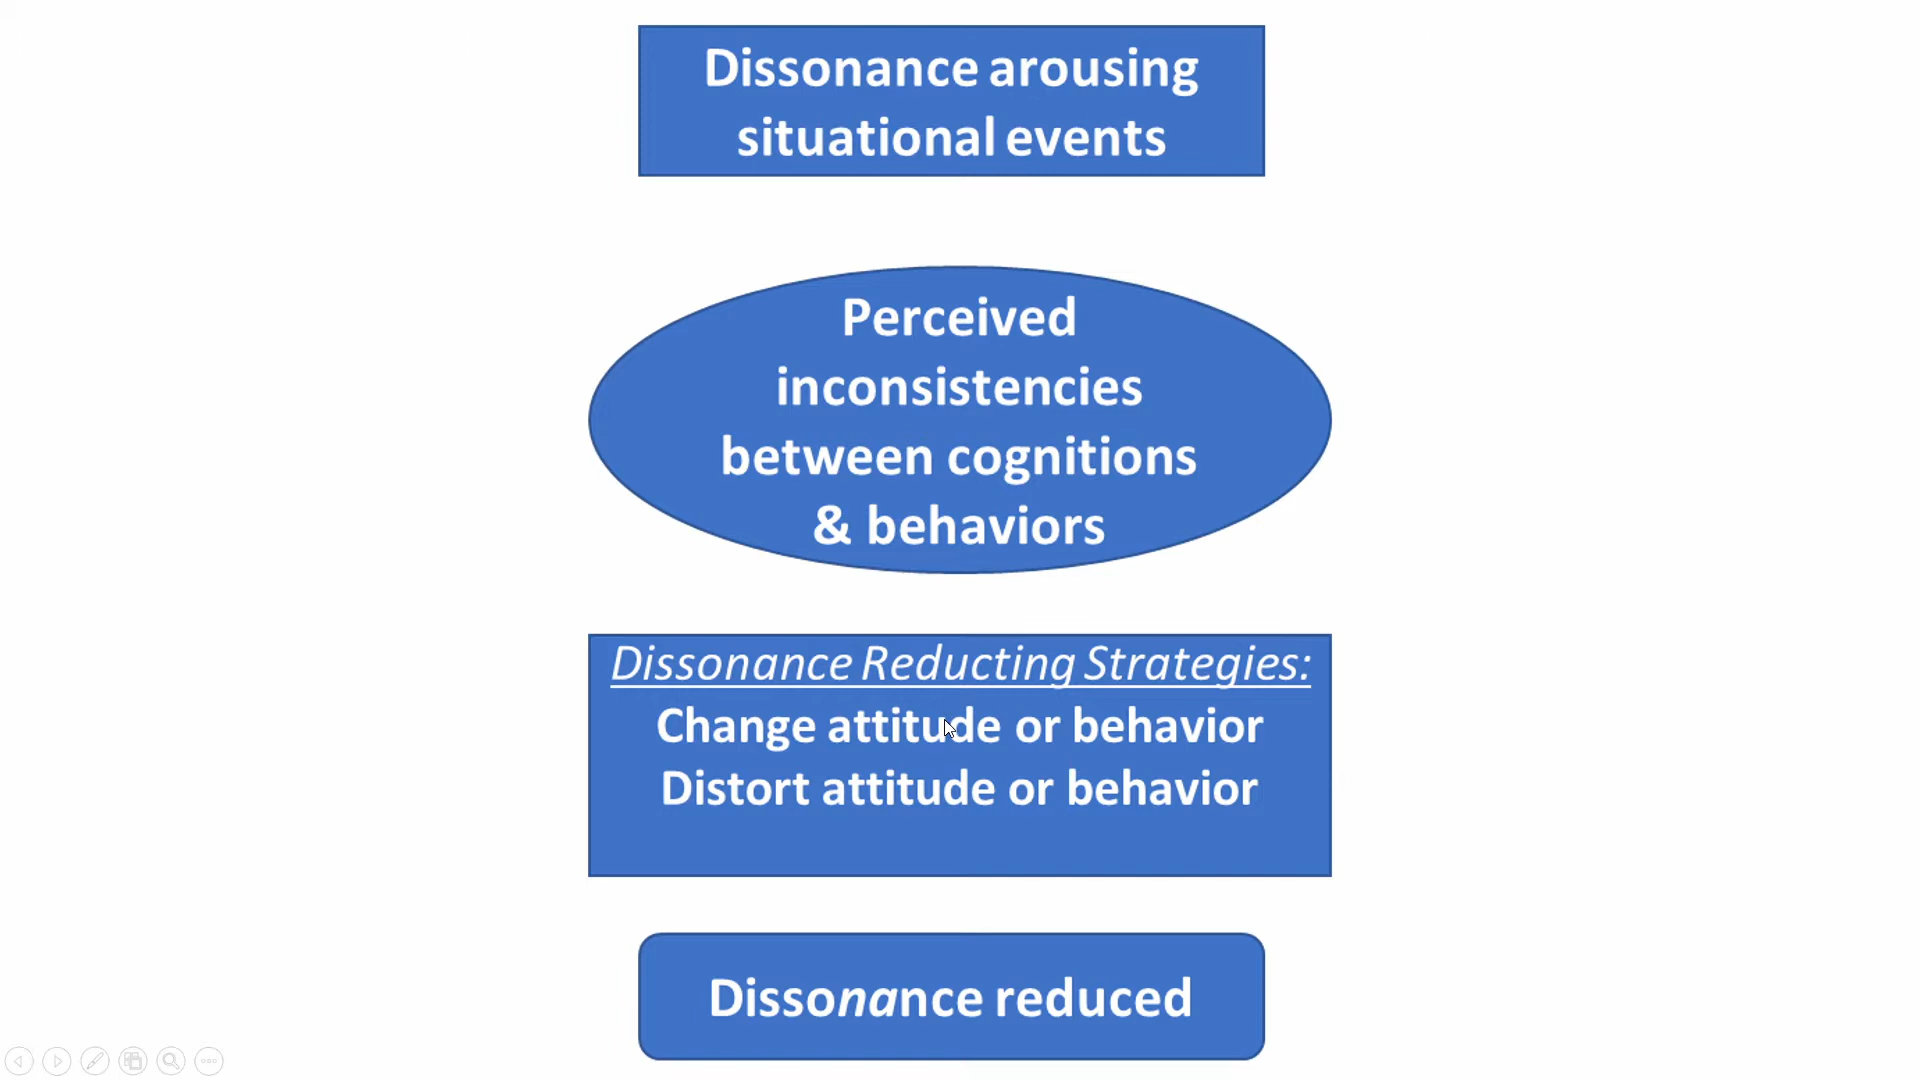 Dissonance arousing
situational events
Perceived
inconsistencies
between cognitions
& behaviors
Dissonance Reducting Strategies:
Change attitude or behavior
Distort attitude or behavior
Dissonance reduced